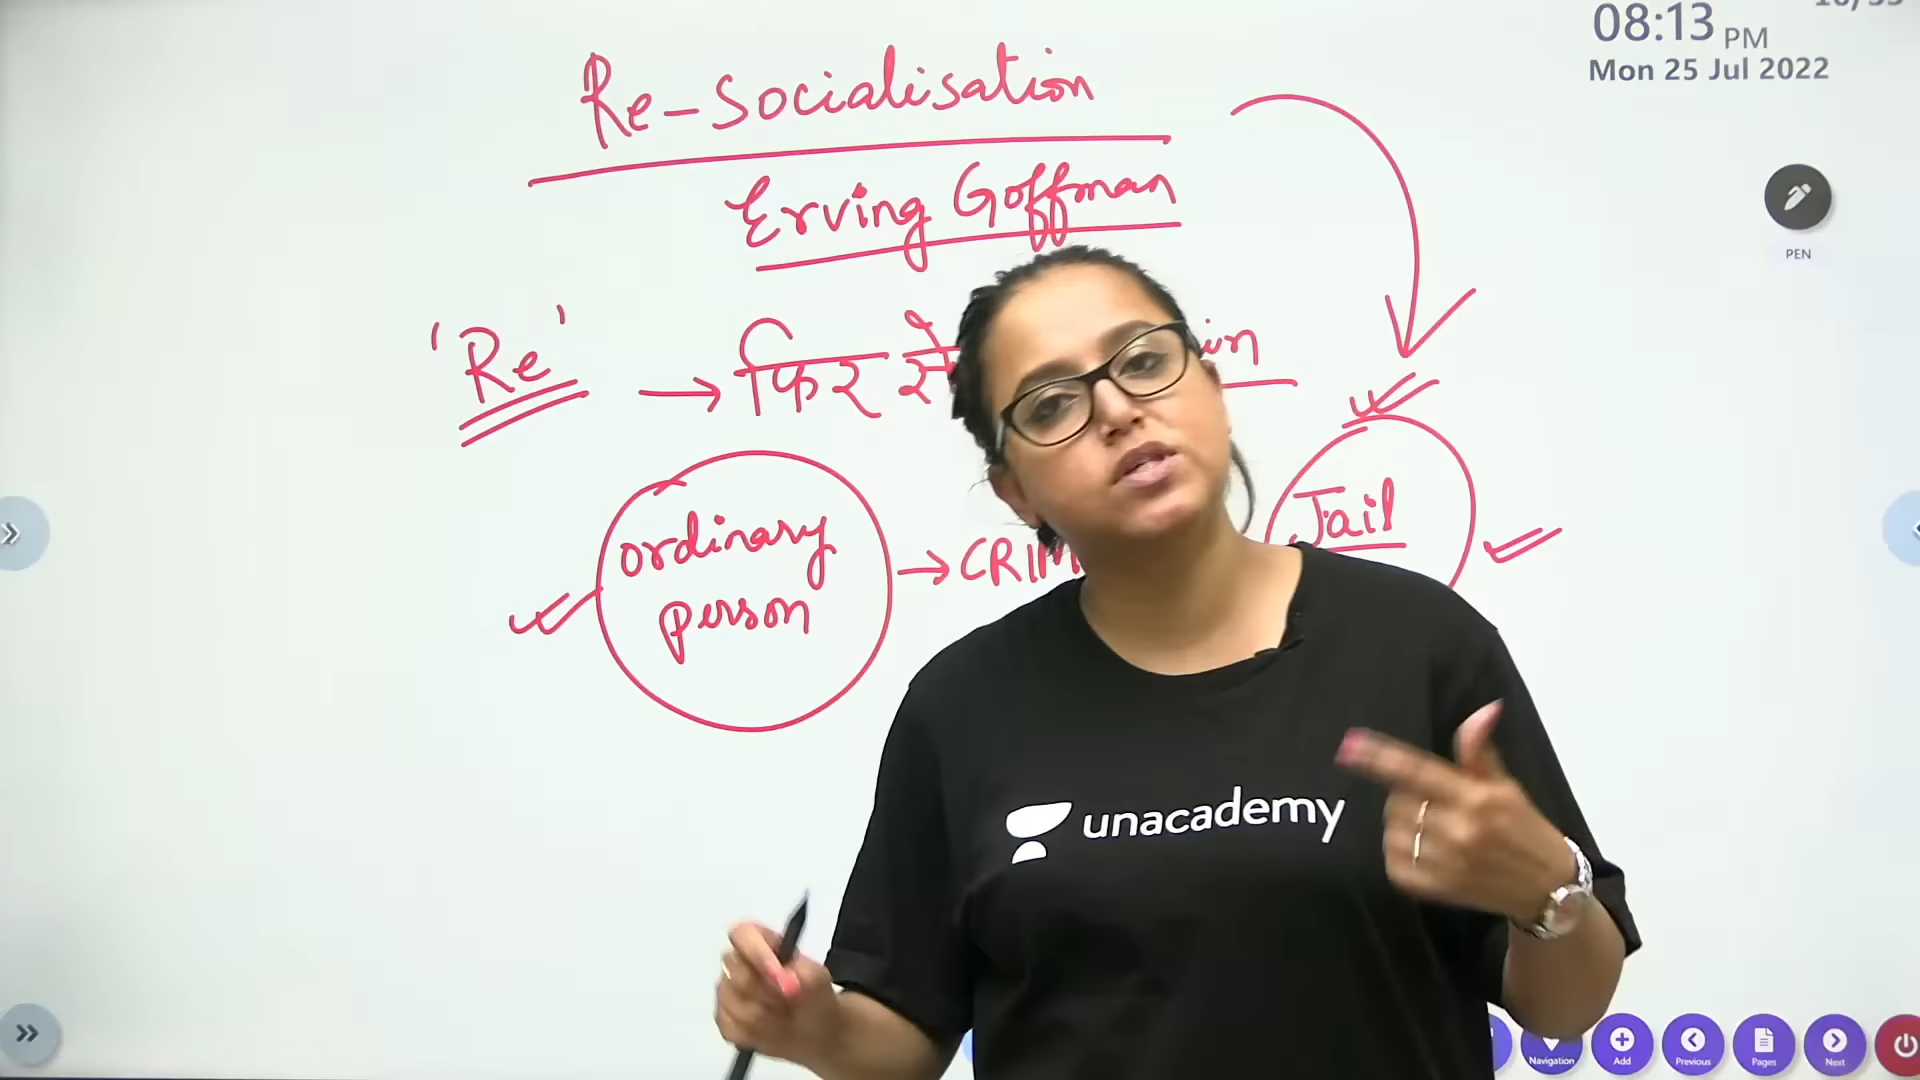 08:13 PM
Mon 25 Jul 2022
Re-Socialisation
Erving Goffman
PEN
'Re' → फिर से
ordinary
person
→ CRIM
Jail
unacademy
Navigation
Add
Previous
Pages
Next